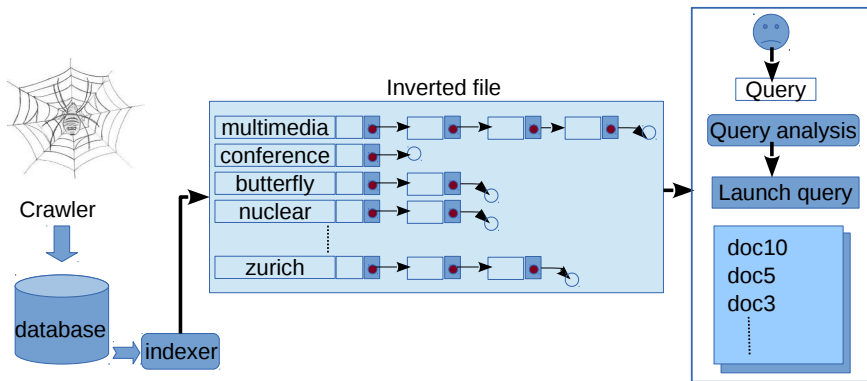 Crawler
database
indexer
Inverted file
multimedia
conference
butterfly
nuclear
zurich
Query
Query analysis
Launch query
doc10
doc5
doc3